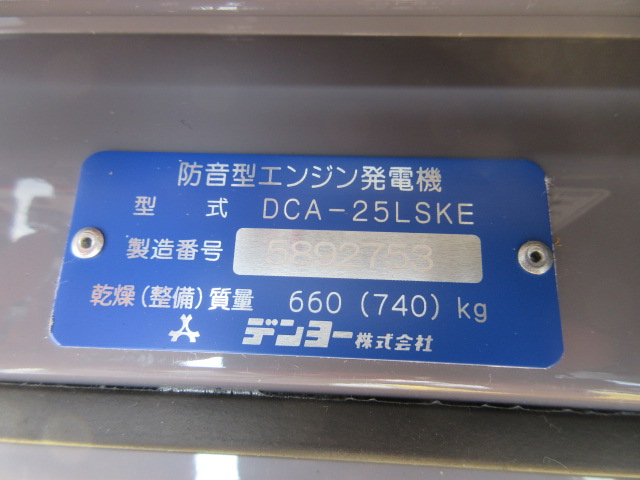 防音型エンジン発電機
型 式 DCA-25LSKE
製造番号 5892753
乾燥(整備)質量 660 (740) kg
デンヨー株式会社